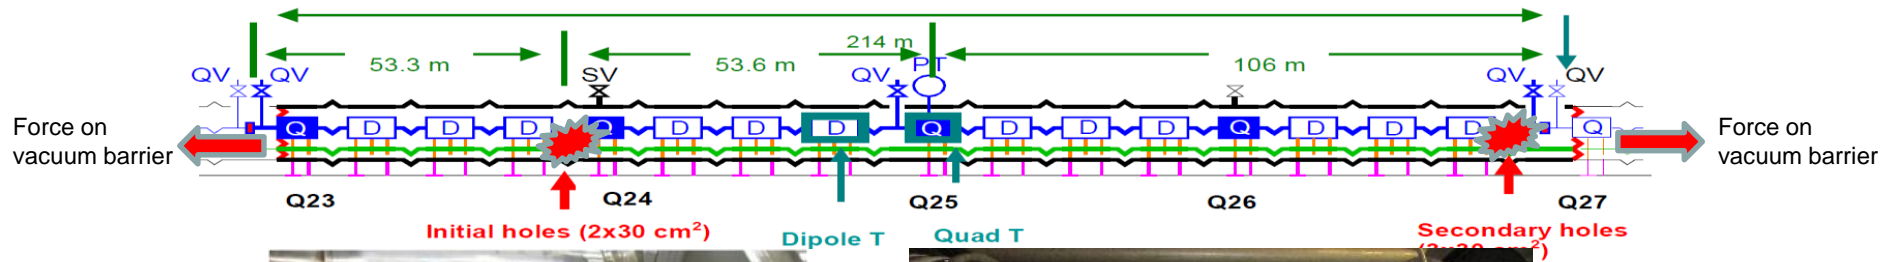 214 m
53.3 m
53.6 m
106 m
QV QV SV QV PT QV QV
Force on
vacuum barrier
Q D D D D D D Q D D D Q D D D Q
Force on
vacuum barrier
Q23 Q24 Q25 Q26 Q27
Initial holes (2x30 cm²)
Dipole T
Quad T
Secondary holes